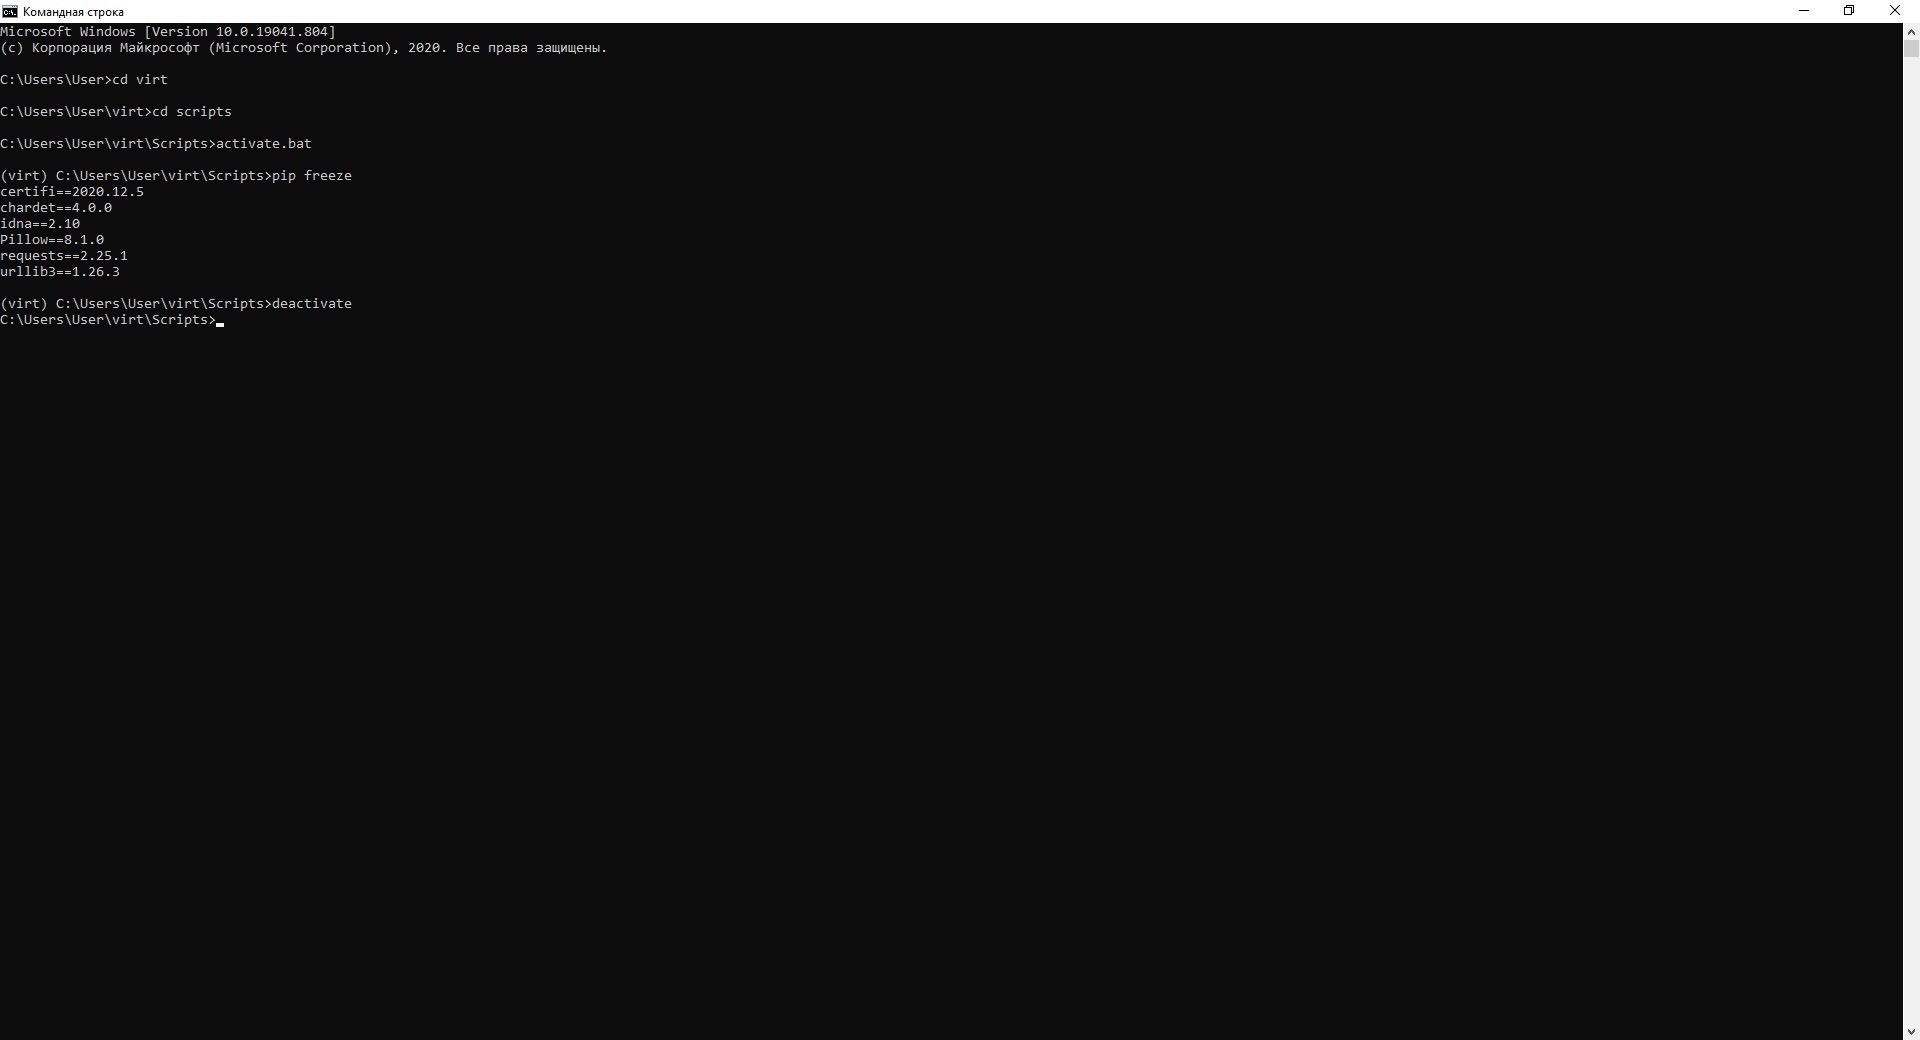 Командная строка
Microsoft Windows [Version 10.0.19041.804]
(c) Корпорация Майкрософт (Microsoft Corporation), 2020. Все права защищены.
C:\Users\User>cd virt
C:\Users\User\virt>cd scripts
C:\Users\User\virt\Scripts>activate.bat
(virt) C:\Users\User\virt\Scripts>pip freeze
certifi==2020.12.5
chardet==4.0.0
idna==2.10
Pillow==8.1.0
requests==2.25.1
urllib3==1.26.3
(virt) C:\Users\User\virt\Scripts>deactivate
C:\Users\User\virt\Scripts>